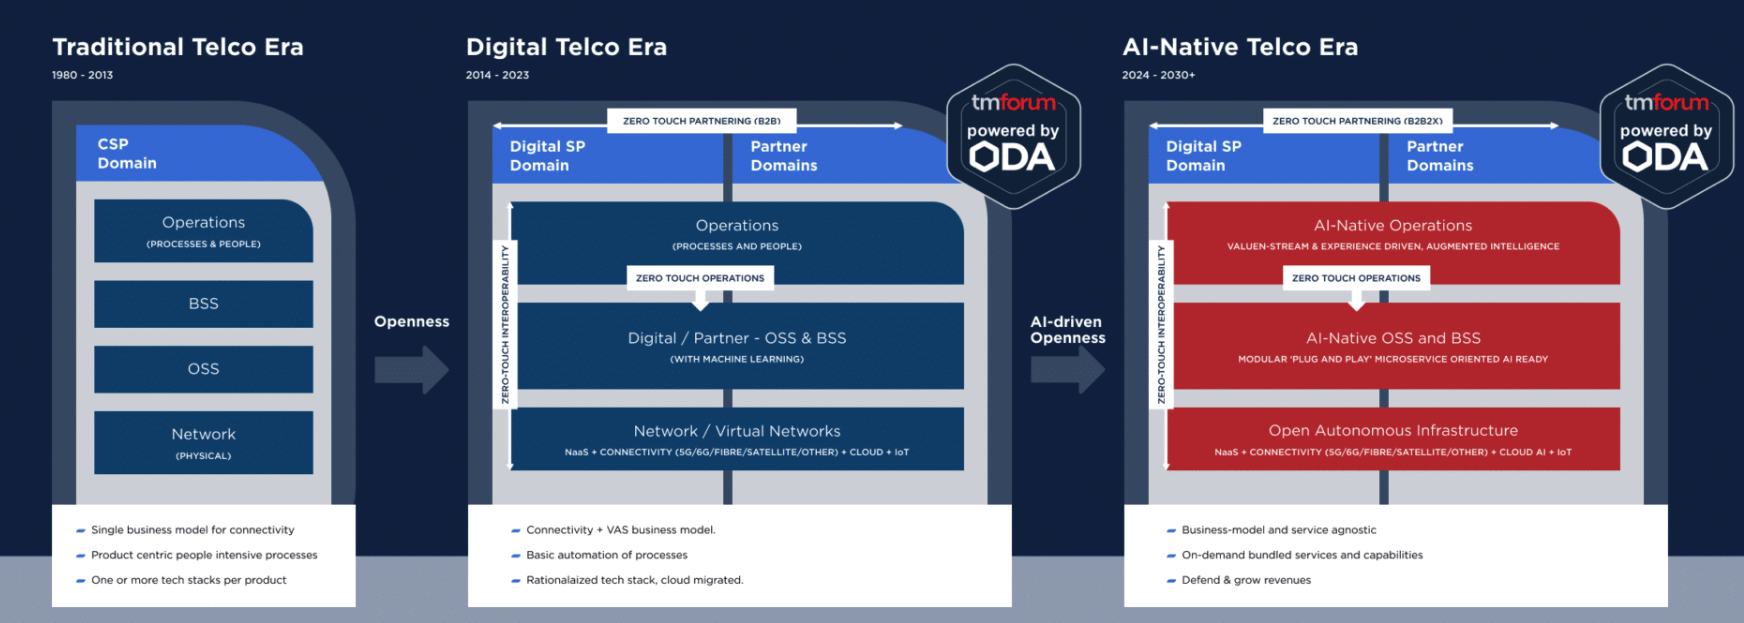 Traditional Telco Era
1980 - 2013
CSP
Domain
Operations
(PROCESSES & PEOPLE)
BSS
OSS
Network
(PHYSICAL)
Single business model for connectivity
Product centric people intensive processes
One or more tech stacks per product
Openness
Digital Telco Era
2014 - 2023
tmforum
powered by
ODA
ZERO TOUCH PARTNERING (B2B)
Digital SP
Domain
Partner
Domains
ZERO-TOUCH INTEROPERABILITY
Operations
(PROCESSES AND PEOPLE)
ZERO TOUCH OPERATIONS
Digital / Partner - OSS & BSS
(WITH MACHINE LEARNING)
Network / Virtual Networks
NaaS + CONNECTIVITY (5G/6G/FIBRE/SATELLITE/OTHER) + CLOUD + IoT
Connectivity + VAS business model.
Basic automation of processes
Rationalaized tech stack, cloud migrated.
AI-driven
Openness
AI-Native Telco Era
2024 - 2030+
tmforum
powered by
ODA
ZERO TOUCH PARTNERING (B2B2X)
Digital SP
Domain
Partner
Domains
ZERO-TOUCH INTEROPERABILITY
AI-Native Operations
VALUEN-STREAM & EXPERIENCE DRIVEN, AUGMENTED INTELLIGENCE
ZERO TOUCH OPERATIONS
AI-Native OSS and BSS
MODULAR 'PLUG AND PLAY' MICROSERVICE ORIENTED AI READY
Open Autonomous Infrastructure
NaaS + CONNECTIVITY (5G/6G/FIBRE/SATELLITE/OTHER) + CLOUD AI + IoT
Business-model and service agnostic
On-demand bundled services and capabilities
Defend & grow revenues